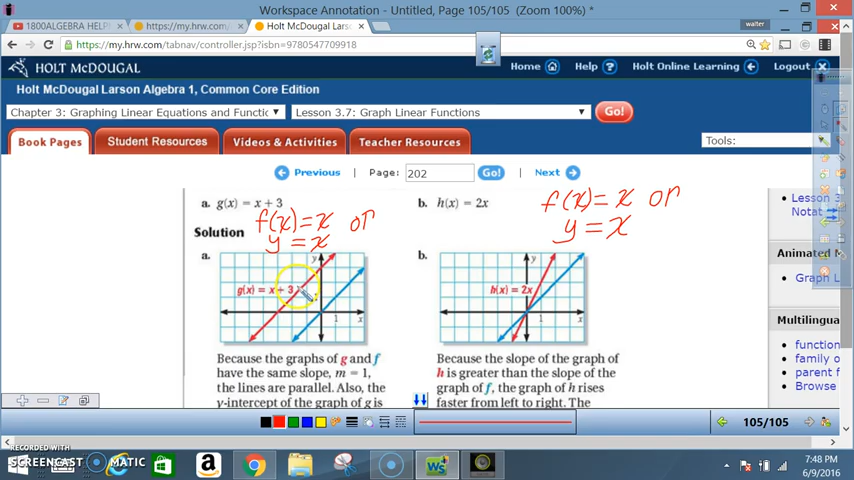 Workspace Annotation - Untitled, Page 105/105 (Zoom 100%)
1800ALGEBRA HELP
https://my.hrw.com/tabnav/
Holt McDougal Larson Alg
walter
https://my.hrw.com/tabnav/controller.jsp?isbn=9780547709918
HOLT McDOUGAL
Home
Help ?
Holt Online Learning
Logout
Holt McDougal Larson Algebra 1, Common Core Edition
Chapter 3: Graphing Linear Equations and Functi
Lesson 3.7: Graph Linear Functions
Go!
Book Pages
Student Resources
Videos & Activities
Teacher Resources
Tools:
Previous
Page:
202
Go!
Next
a. g(x) = x + 3
b. h(x) = 2x
f(x)=x or
y = x
f(x)=x or
y = x
Solution
a.
b.
g(x) = x + 3
y
1
x
h(x) = 2x
y
1
x
Because the graphs of g and f
have the same slope, m = 1,
the lines are parallel. Also, the
y-intercept of the graph of g is
Because the slope of the graph of
h is greater than the slope of the
graph of f, the graph of h rises
faster from left to right. The
Lesson 3
Notat
Animated
Graph L
Multilingu
function
family o
parent f
Browse
105/105
RECORDED WITH
SCREENCAST
MATIC
7:48 PM
6/9/2016